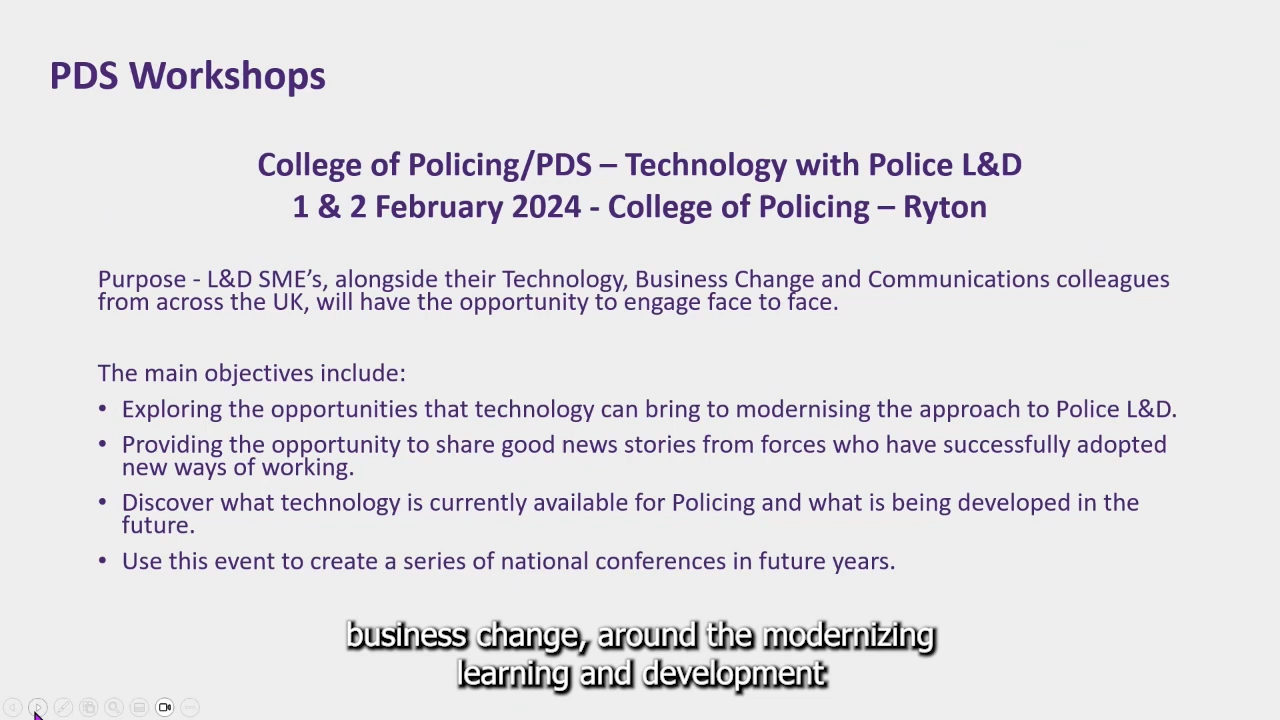 PDS Workshops
College of Policing/PDS – Technology with Police L&D
1 & 2 February 2024 - College of Policing – Ryton
Purpose - L&D SME’s, alongside their Technology, Business Change and Communications colleagues
from across the UK, will have the opportunity to engage face to face.
The main objectives include:
• Exploring the opportunities that technology can bring to modernising the approach to Police L&D.
• Providing the opportunity to share good news stories from forces who have successfully adopted
new ways of working.
• Discover what technology is currently available for Policing and what is being developed in the
future.
• Use this event to create a series of national conferences in future years.
business change, around the modernizing
learning and development